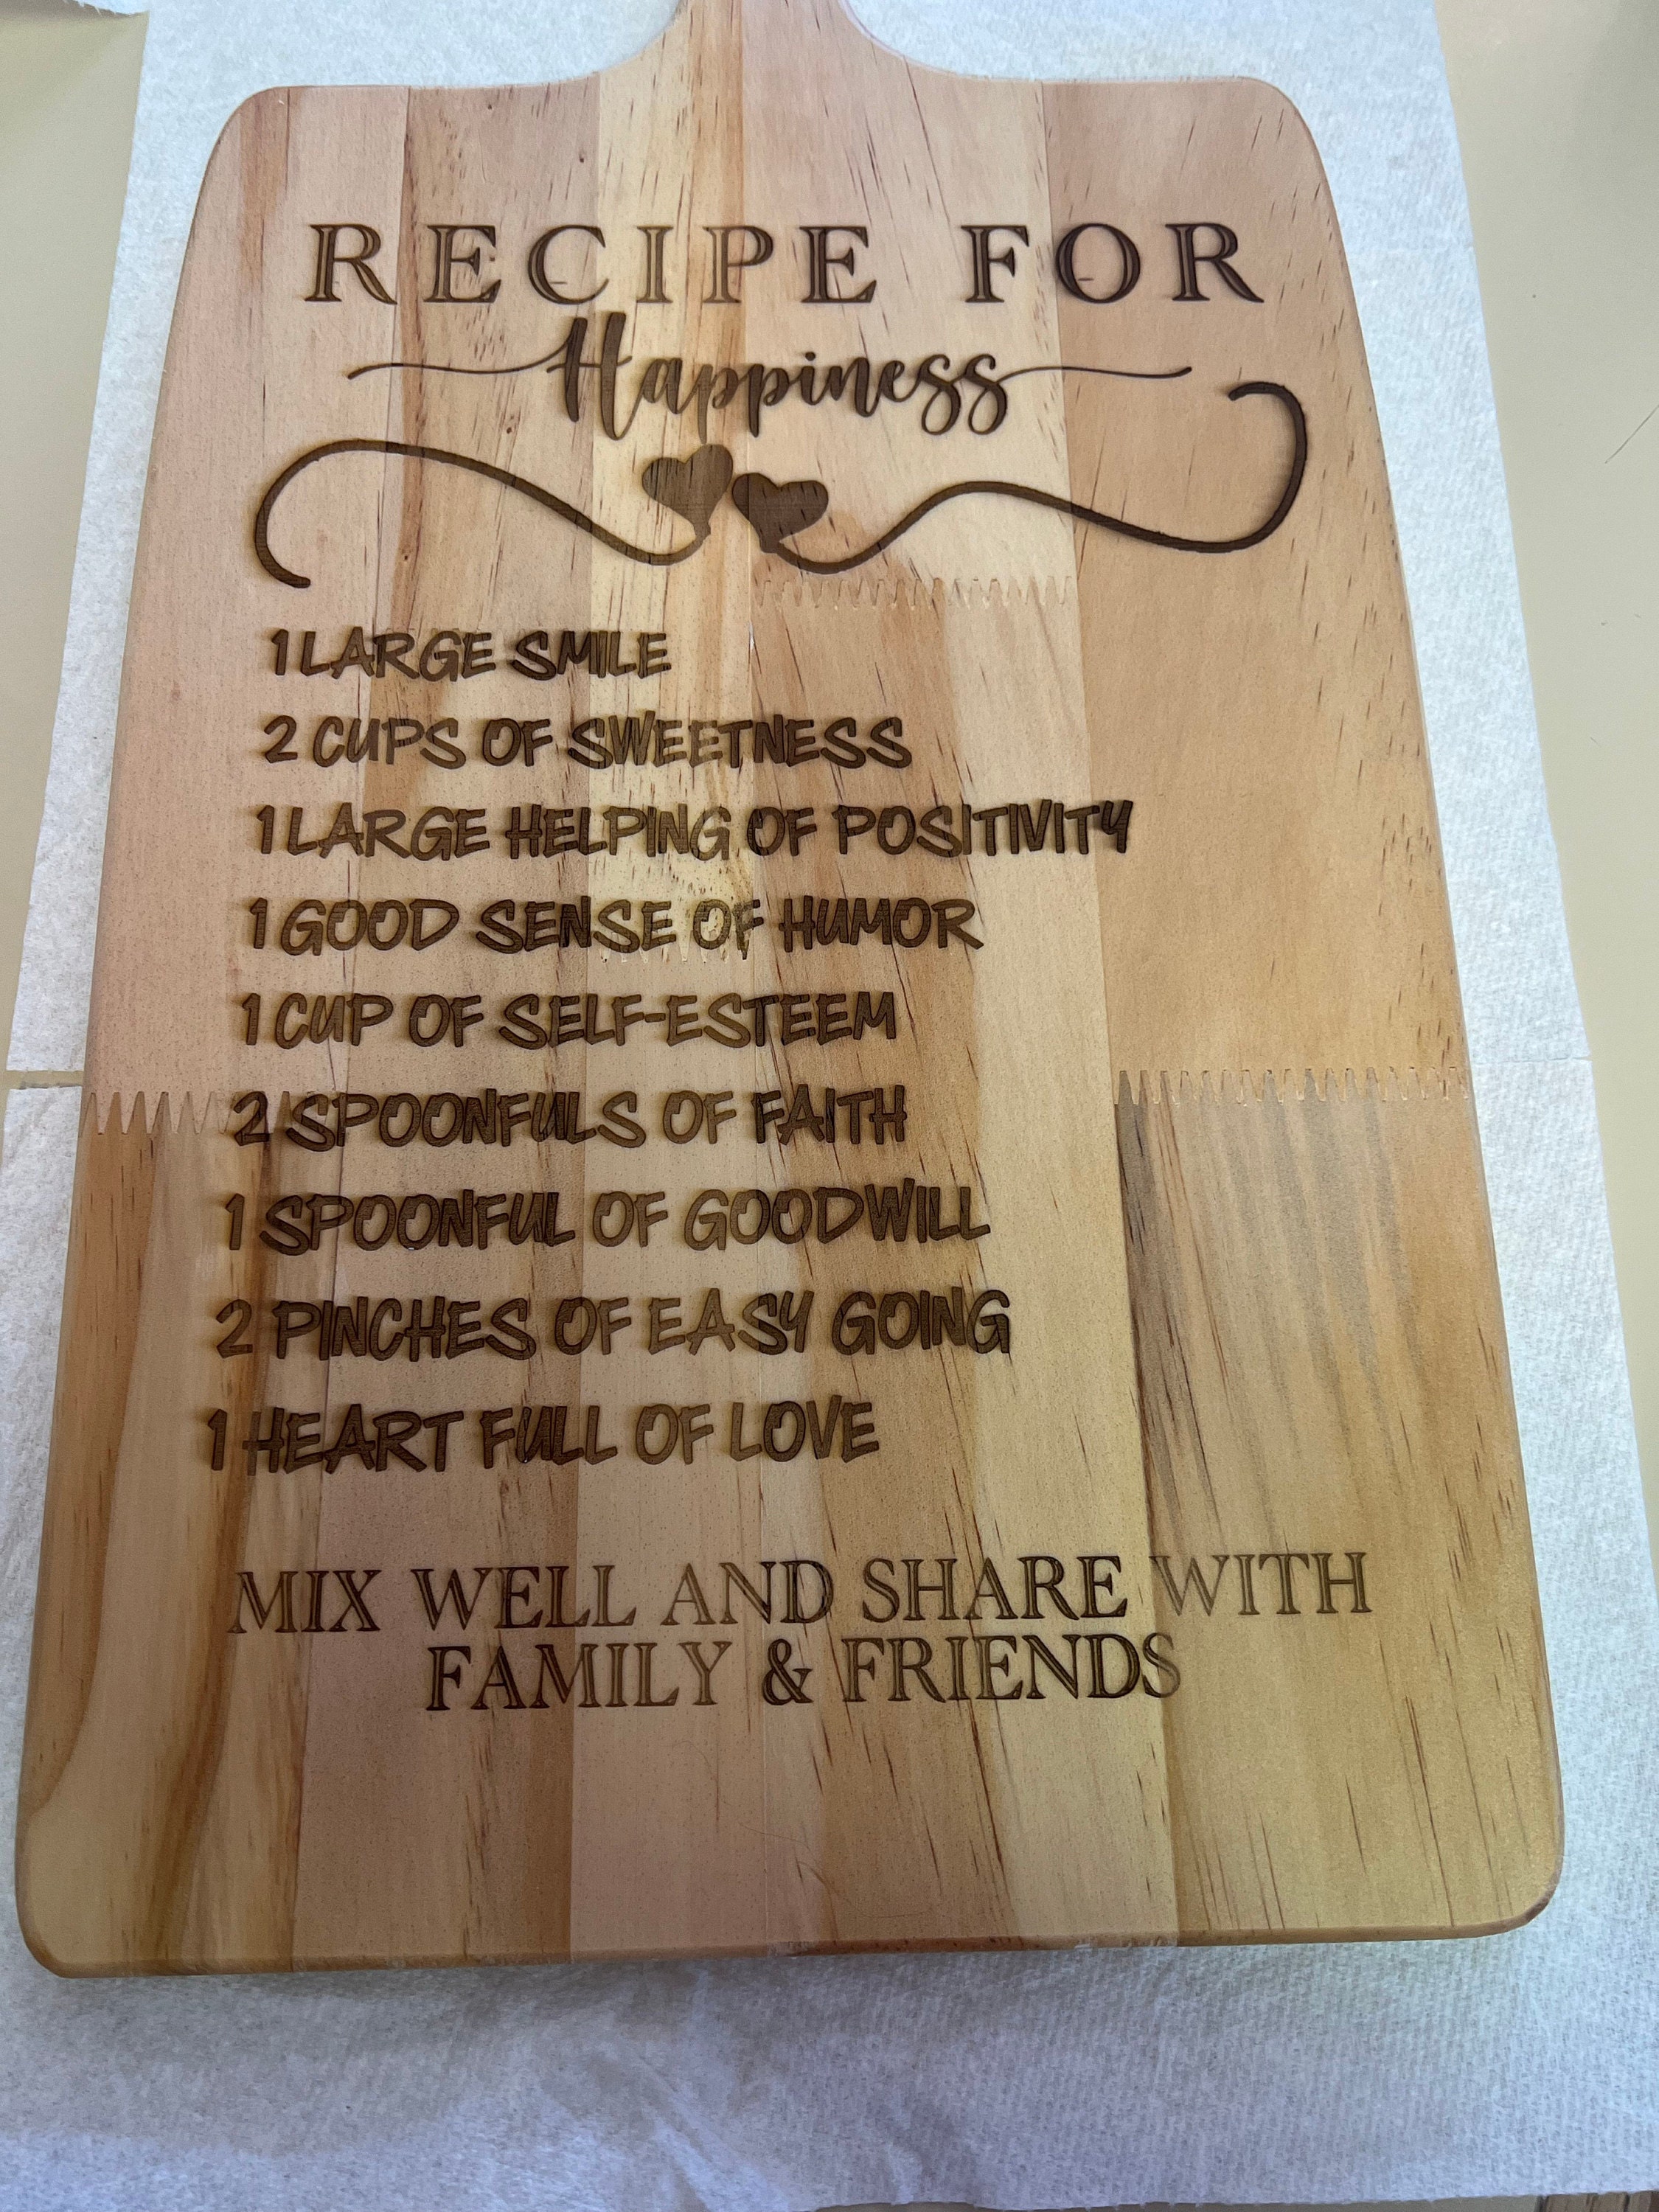 RECIPE FOR
Happiness
1 LARGE SMILE
2 CUPS OF SWEETNESS
1 LARGE HELPING OF POSITIVITY
1 GOOD SENSE OF HUMOR
1 CUP OF SELF-ESTEEM
2 SPOONFULS OF FAITH
1 SPOONFUL OF GOODWILL
2 PINCHES OF EASY GOING
1 HEART FULL OF LOVE
MIX WELL AND SHARE WITH
FAMILY & FRIENDS